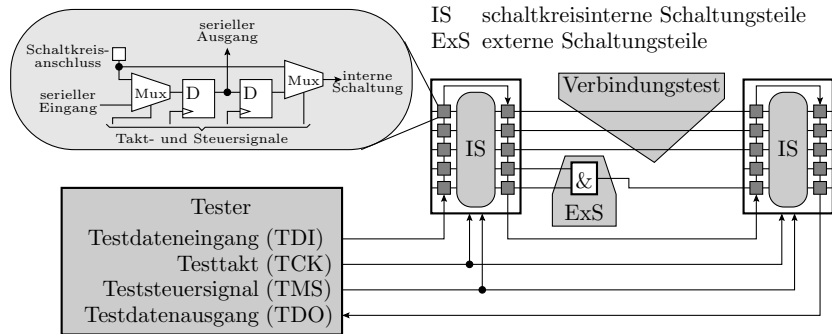 IS schaltkreisinterne Schaltungsteile
ExS externe Schaltungsteile
serieller
Ausgang
Schaltkreis-
anschluss
Mux
D
D
Mux
interne
Schaltung
serieller
Eingang
Takt- und Steuersignale
Verbindungstest
IS
IS
&
ExS
Tester
Testdateneingang (TDI)
Testtakt (TCK)
Teststeuersignal (TMS)
Testdatenausgang (TDO)